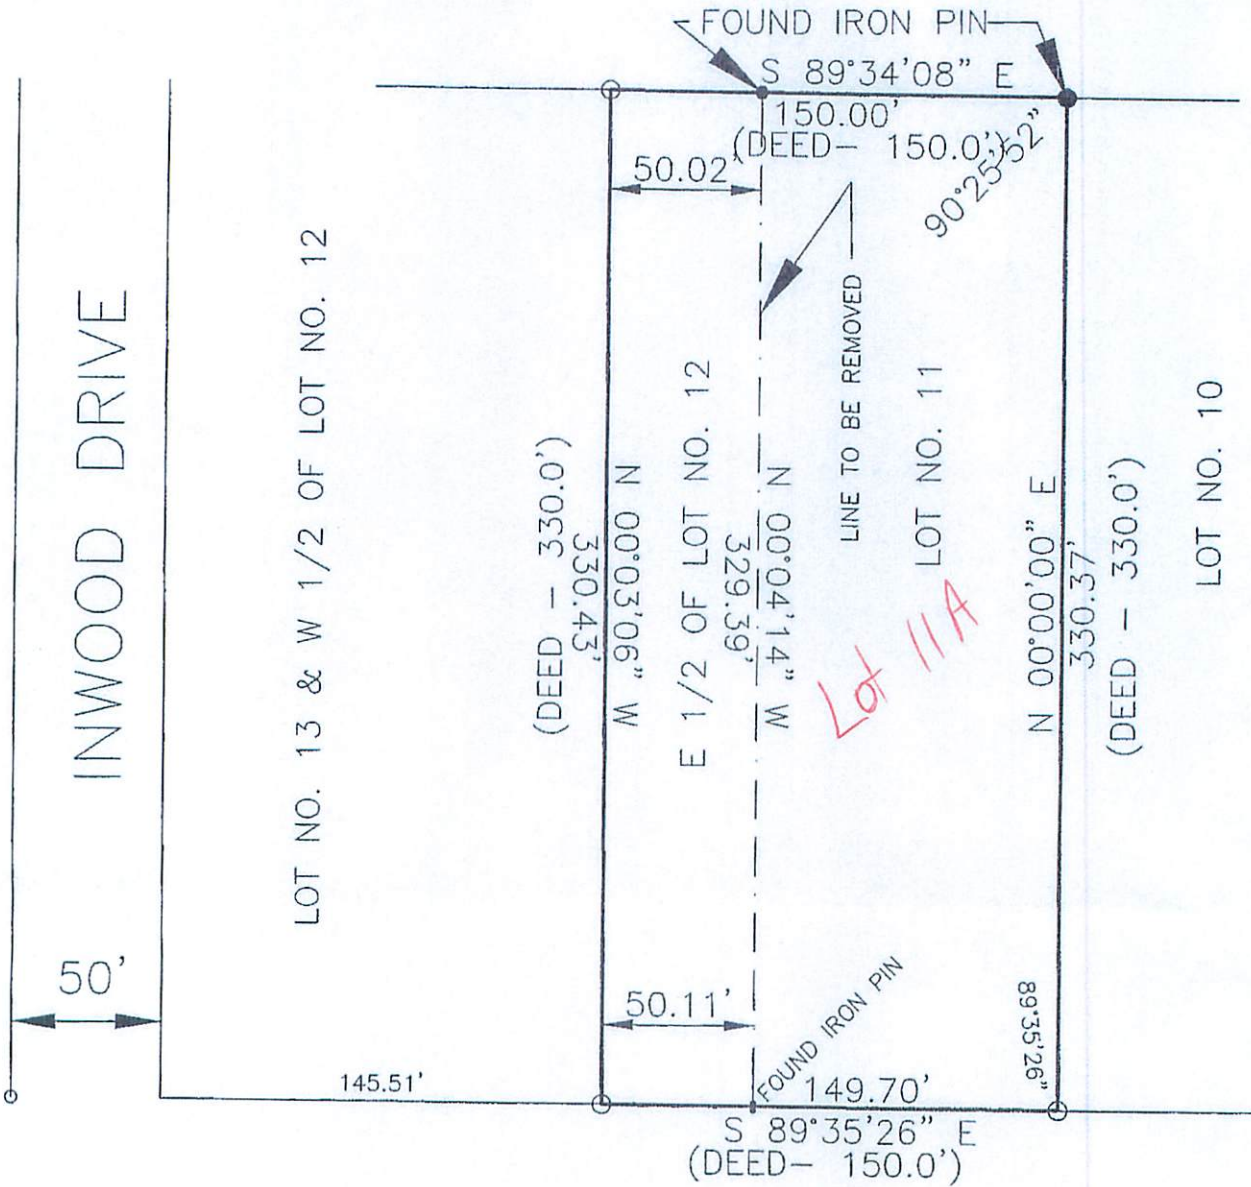 FOUND IRON PIN
S 89°34'08" E
150.00'
(DEED- 150.0')
50.02'
90°25'52"
INWOOD DRIVE
LOT NO. 13 & W 1/2 OF LOT NO. 12
(DEED - 330.0')
330.43'
N 00°03'06" W
E 1/2 OF LOT NO. 12
329.39'
N 00°04'14" W
LINE TO BE REMOVED
LOT NO. 11
Lot 11A
N 00.00'00" E
330.37'
(DEED - 330.0')
LOT NO. 10
50'
50.11'
FOUND IRON PIN
89°35'26"
145.51'
149.70'
S 89°35'26" E
(DEED- 150.0')